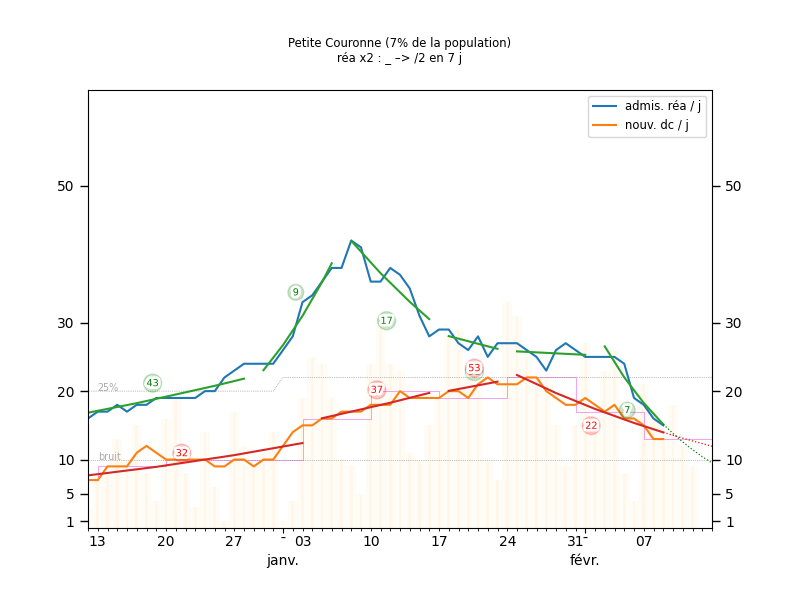 Petite Couronne (7% de la population)
réa x2 : _ –> /2 en 7 j
admis. réa / j
nouv. dc / j
50 50
30 30
20 20
10 10
5 5
1 1
9
17
43
53
37
25%
7
22
32
bruit
13 20 27 - 03 10 17 24 31 - 07
janv. févr.